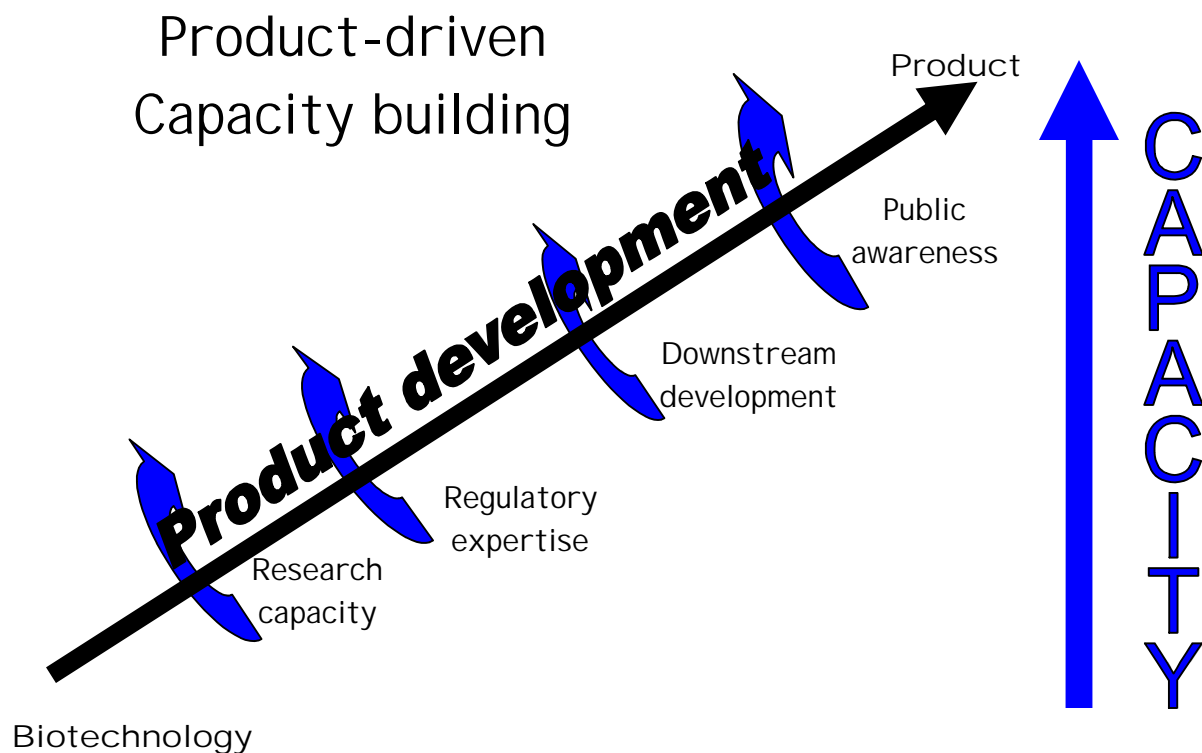 Product-driven
Capacity building
Product
Product development
Public
awareness
Downstream
development
Regulatory
expertise
Research
capacity
Biotechnology
CAPACITY